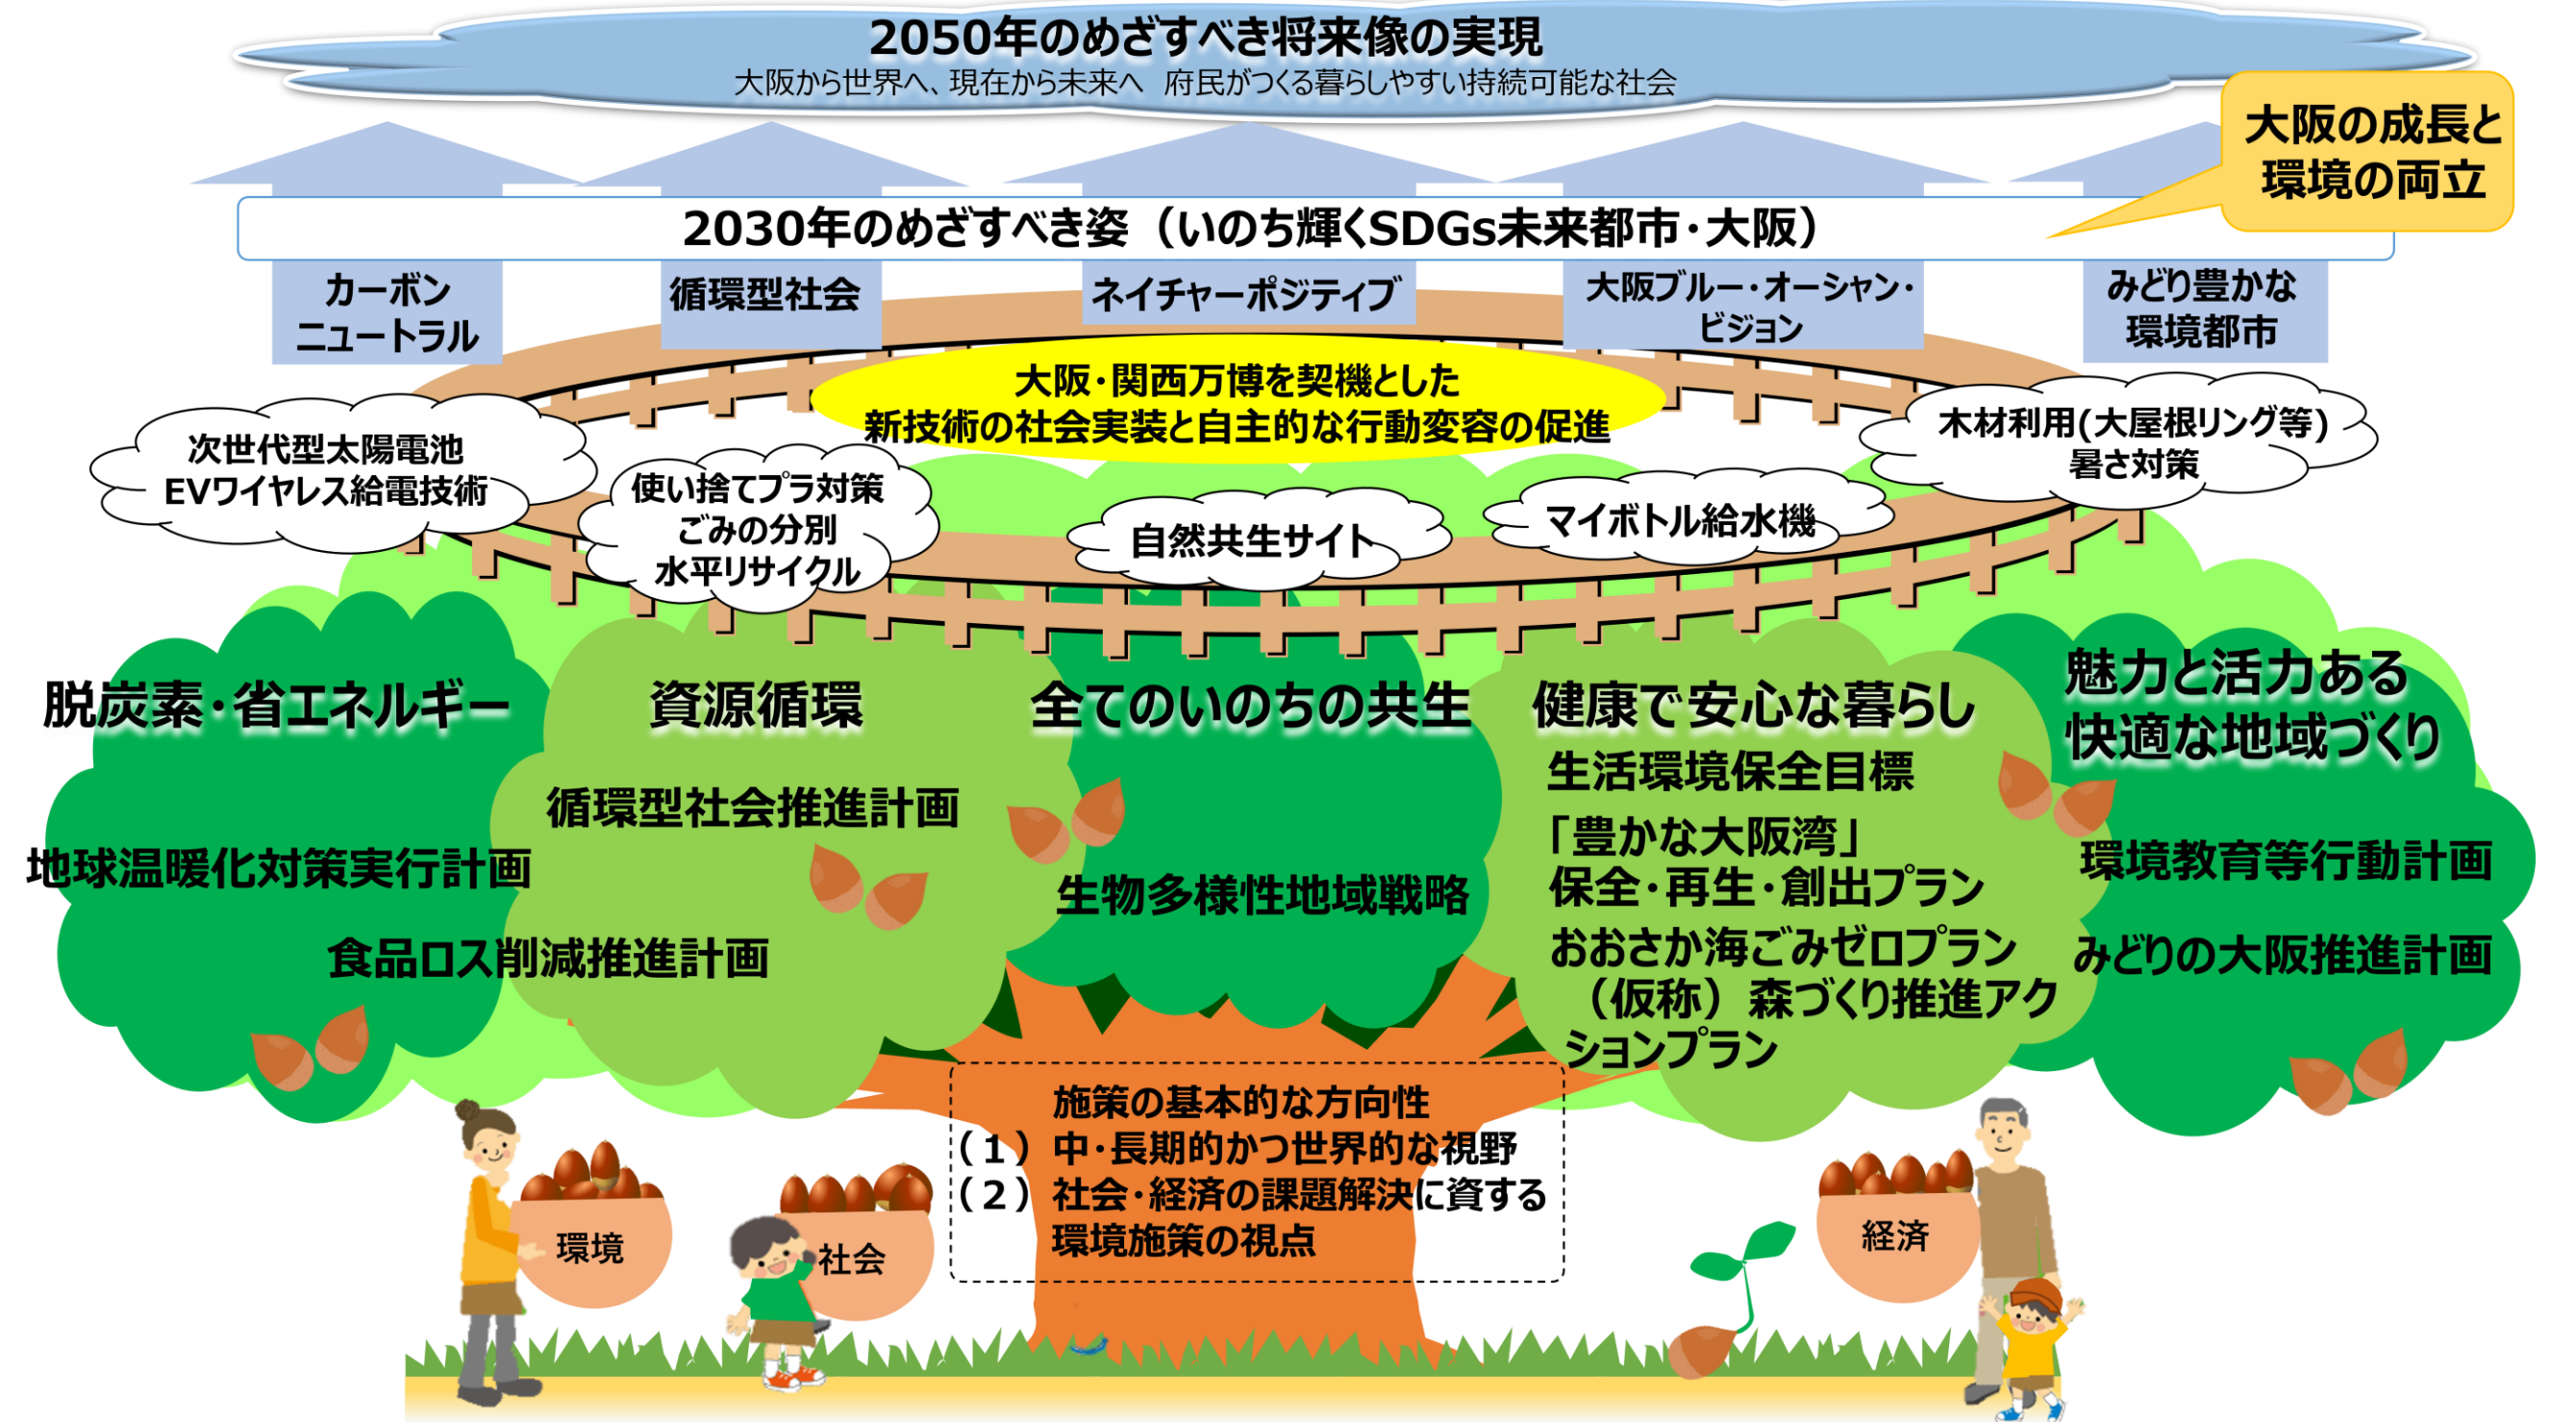 2050年のめざすべき将来像の実現
大阪から世界へ、現在から未来へ　府民がつくる暮らしやすい持続可能な社会
大阪の成長と
環境の両立
2030年のめざすべき姿（いのち輝くSDGs未来都市・大阪）
カーボン
ニュートラル
循環型社会
ネイチャーポジティブ
大阪ブルー・オーシャン・
ビジョン
みどり豊かな
環境都市
大阪・関西万博を契機とした
新技術の社会実装と自主的な行動変容の促進
次世代型太陽電池
EVワイヤレス給電技術
使い捨てプラ対策
ごみの分別
水平リサイクル
自然共生サイト
マイボトル給水機
木材利用(大屋根リング等)
暑さ対策
脱炭素・省エネルギー
地球温暖化対策実行計画
資源循環
循環型社会推進計画
食品ロス削減推進計画
全てのいのちの共生
生物多様性地域戦略
健康で安心な暮らし
生活環境保全目標
「豊かな大阪湾」
保全・再生・創出プラン
おおさか海ごみゼロプラン
（仮称）森づくり推進アク
ションプラン
魅力と活力ある
快適な地域づくり
環境教育等行動計画
みどりの大阪推進計画
施策の基本的な方向性
（１）中・長期的かつ世界的な視野
（２）社会・経済の課題解決に資する
環境施策の視点
環境
社会
経済